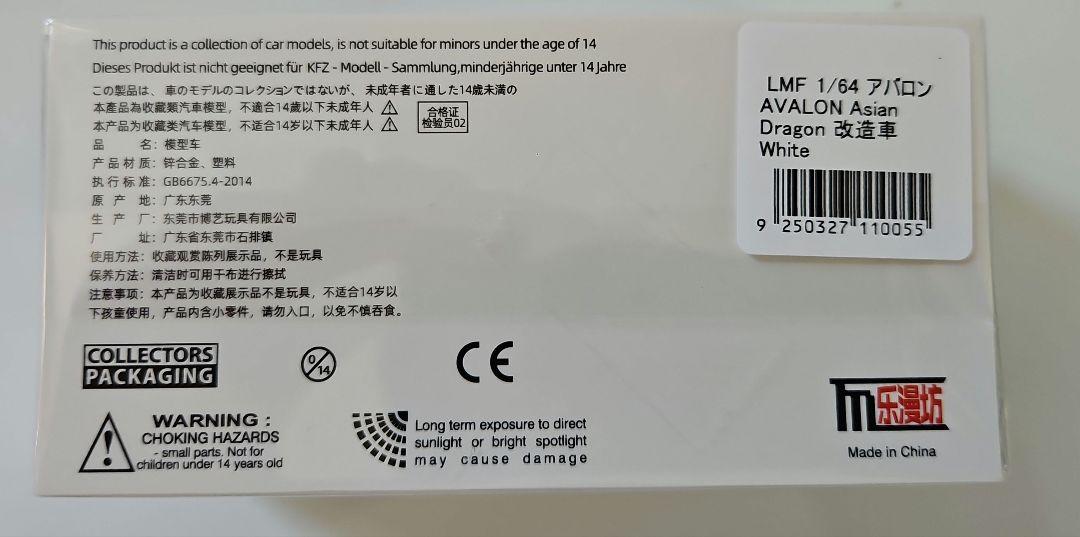 This product is a collection of car models, is not suitable for minors under the age of 14
Dieses Produkt ist nicht geeignet für KFZ - Modell - Sammlung,minderjährige unter 14 Jahre
この製品は、車のモデルのコレクションではないが、未成年者に適した14歳未満の
本產品為收藏類汽車模型，不適合14歲以下未成年人
本产品为收藏类汽车模型，不适合14岁以下未成年人
合格证
检验员02
品名：模型车
产品材质：锌合金、塑料
执行标准：GB6675.4-2014
原产地：广东东莞
生产厂：东莞市博艺玩具有限公司
厂址：广东省东莞市石排镇
使用方法：收藏观赏陈列展示品，不是玩具
保养方法：清洁时可用干布进行擦拭
注意事项：本产品为收藏展示品不是玩具，不适合14岁以
下孩童使用，产品内含小零件，请勿入口，以免不慎吞食。
LMF 1/64 アバロン
AVALON Asian
Dragon 改造車
White
9 250327 110055
COLLECTORS
PACKAGING
0/14
CE
WARNING :
CHOKING HAZARDS
- small parts. Not for
children under 14 years old
Long term exposure to direct
sunlight or bright spotlight
may cause damage
乐漫坊
Made in China